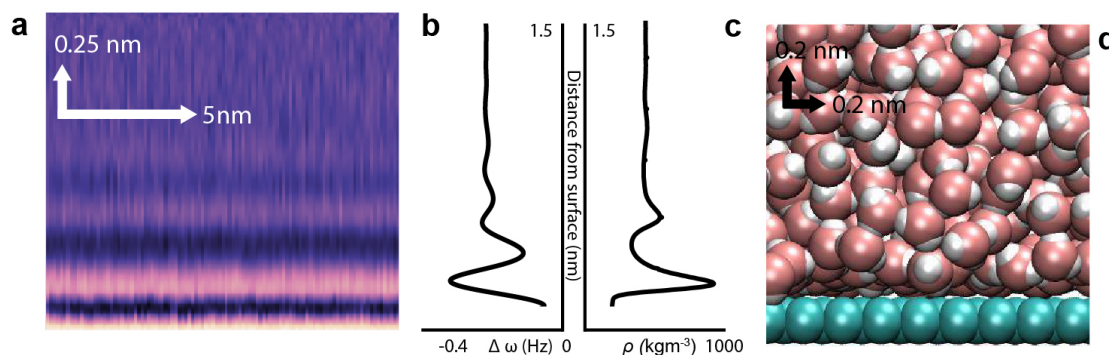 a
0.25 nm
5nm
b
1.5
Distance from surface (nm)
1.5
-0.4 Δ ω (Hz) 0
ρ (kgm-3) 1000
c
0.2 nm
0.2 nm
d